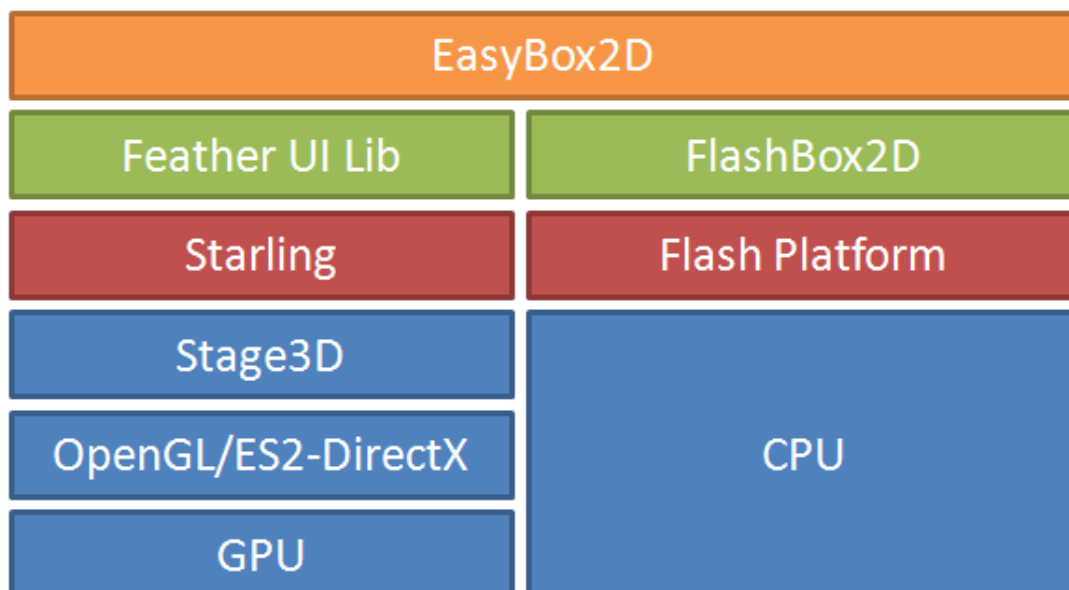 EasyBox2D
Feather UI Lib
FlashBox2D
Starling
Flash Platform
Stage3D
OpenGL/ES2-DirectX
CPU
GPU